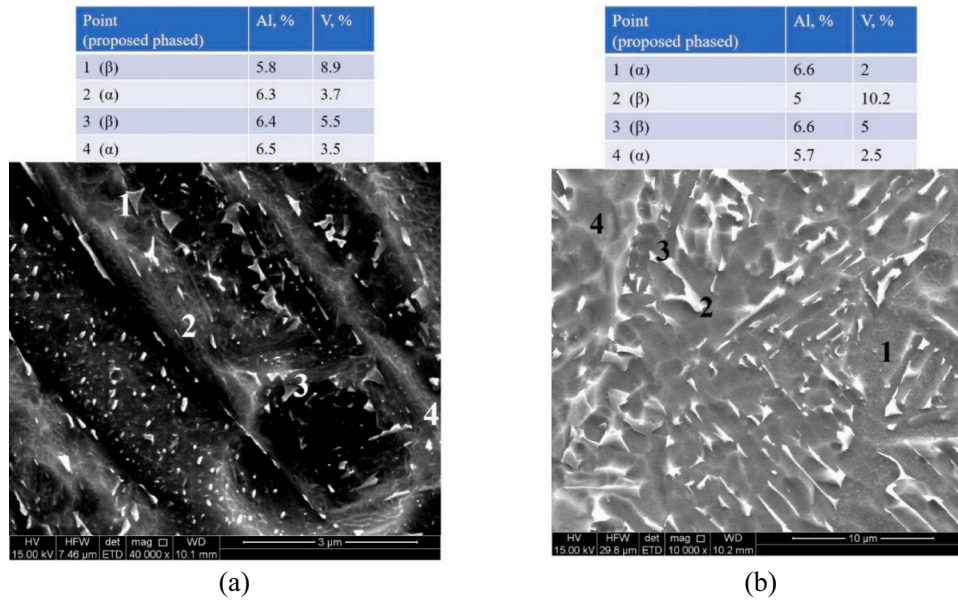 Point
(proposed phased) Al, % V, %
1 (β) 5.8 8.9
2 (α) 6.3 3.7
3 (β) 6.4 5.5
4 (α) 6.5 3.5
1
2
3
4
HV HFW det mag □ WD
15.00 kV 7.46 µm ETD 40 000 x 10.1 mm 3 µm
(a)
Point
(proposed phased) Al, % V, %
1 (α) 6.6 2
2 (β) 5 10.2
3 (β) 6.6 5
4 (α) 5.7 2.5
4
3
2
1
HV HFW det mag □ WD
15.00 kV 29.8 µm ETD 10 000 x 10.2 mm 10 µm
(b)